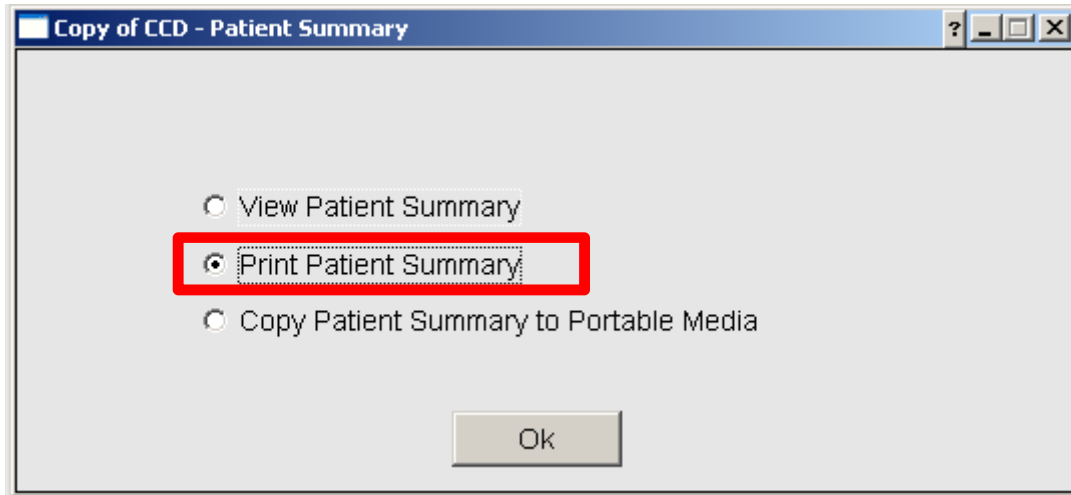 Copy of CCD - Patient Summary ?
View Patient Summary
Print Patient Summary
Copy Patient Summary to Portable Media
Ok